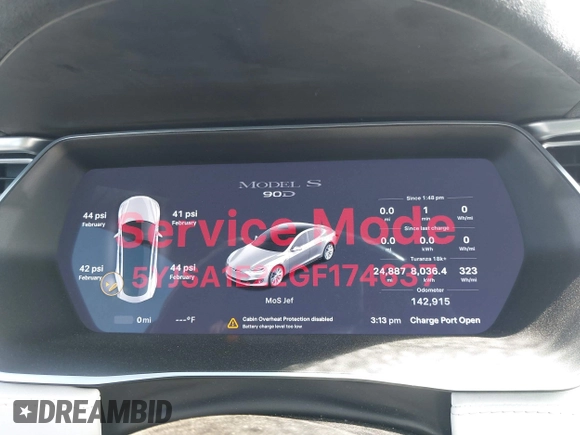 MODEL S
90D
44 psi
February
41 psi
February
42 psi
February
44 psi
February
Service Mode
MoS Jef
Since 1:48 pm
0.0 1 0
mi min Wh/mi
Since last charge
0.0 0.0 0
mi kWh Wh/mi
Turanza 18k+
24,887 8,036.4 323
mi kWh Wh/mi
Odometer
142,915
0 mi
---°F
Cabin Overheat Protection disabled
Battery charge level too low
3:13 pm
Charge Port Open
DREAMBID